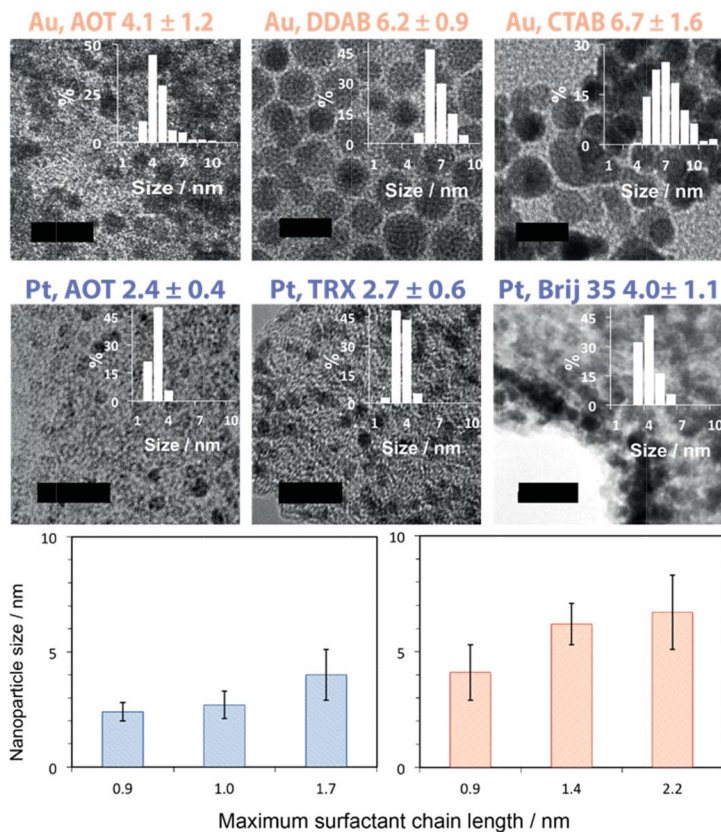 Au, AOT 4.1 ± 1.2
Au, DDAB 6.2 ± 0.9
Au, CTAB 6.7 ± 1.6
50
25
0
%
1 4 7 10
Size / nm
45
30
15
0
%
1 4 7 10
Size / nm
30
15
0
%
1 4 7 10
Size / nm
Pt, AOT 2.4 ± 0.4
Pt, TRX 2.7 ± 0.6
Pt, Brij 35 4.0± 1.1
45
30
15
0
%
1 4 7 10
Size / nm
45
30
15
0
%
1 4 7 10
Size / nm
45
30
15
0
%
1 4 7 10
Size / nm
Nanoparticle size / nm
10
5
0
0.9 1.0 1.7
10
5
0
0.9 1.4 2.2
Maximum surfactant chain length / nm